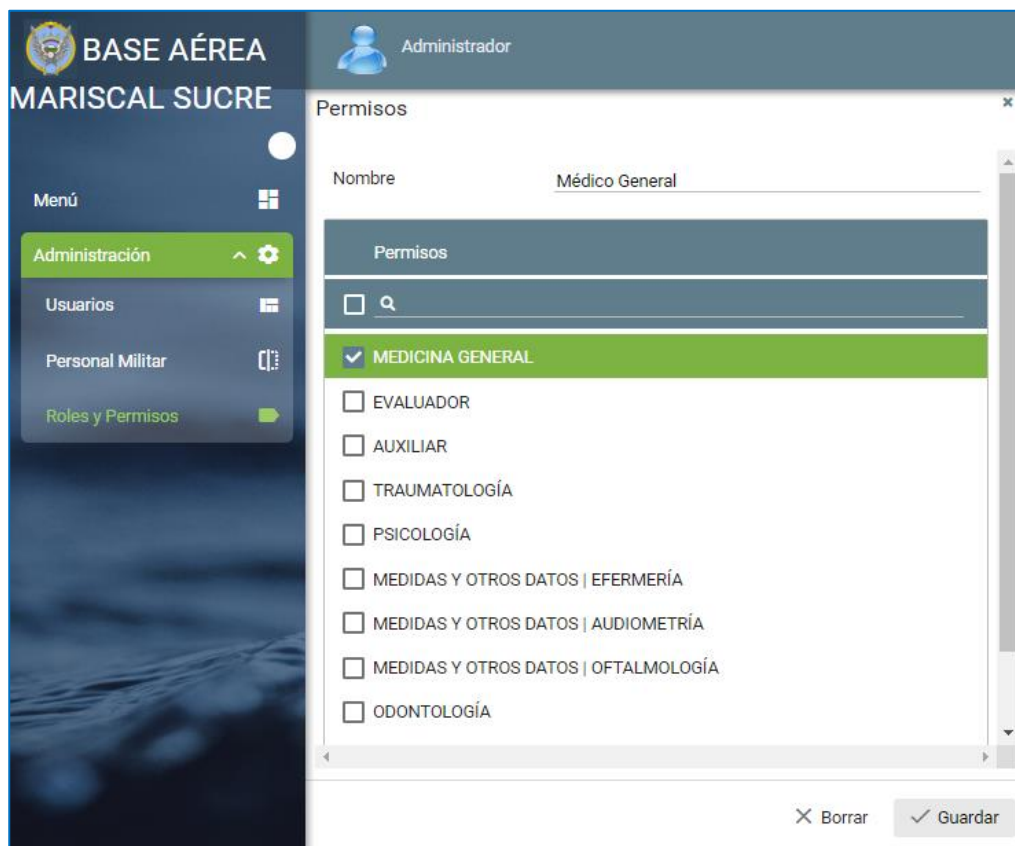 BASE AÉREA
MARISCAL SUCRE
Menú
Administración
Usuarios
Personal Militar
Roles y Permisos
Administrador
Permisos
Nombre
Médico General
Permisos
MEDICINA GENERAL
EVALUADOR
AUXILIAR
TRAUMATOLOGÍA
PSICOLOGÍA
MEDIDAS Y OTROS DATOS | EFERMERÍA
MEDIDAS Y OTROS DATOS | AUDIOMETRÍA
MEDIDAS Y OTROS DATOS | OFTALMOLOGÍA
ODONTOLOGÍA
Borrar
Guardar